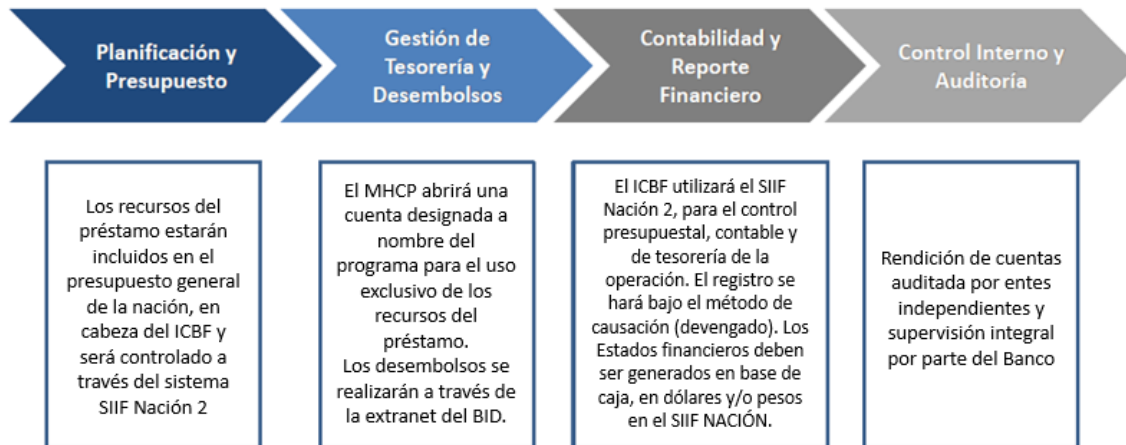 Planificación y
Presupuesto
Gestión de
Tesorería y
Desembolsos
Contabilidad y
Reporte
Financiero
Control Interno y
Auditoría
Los recursos del
préstamo estarán
incluidos en el
presupuesto general
de la nación, en
cabeza del ICBF y
será controlado a
través del sistema
SIIF Nación 2
El MHCP abrirá una
cuenta designada a
nombre del
programa para el uso
exclusivo de los
recursos del
préstamo.
Los desembolsos se
realizarán a través de
la extranet del BID.
El ICBF utilizará el SIIF
Nación 2, para el control
presupuestal, contable y
de tesorería de la
operación. El registro se
hará bajo el método de
causación (devengado). Los
Estados financieros deben
ser generados en base de
caja, en dólares y/o pesos
en el SIIF NACIÓN.
Rendición de cuentas
auditada por entes
independientes y
supervisión integral
por parte del Banco